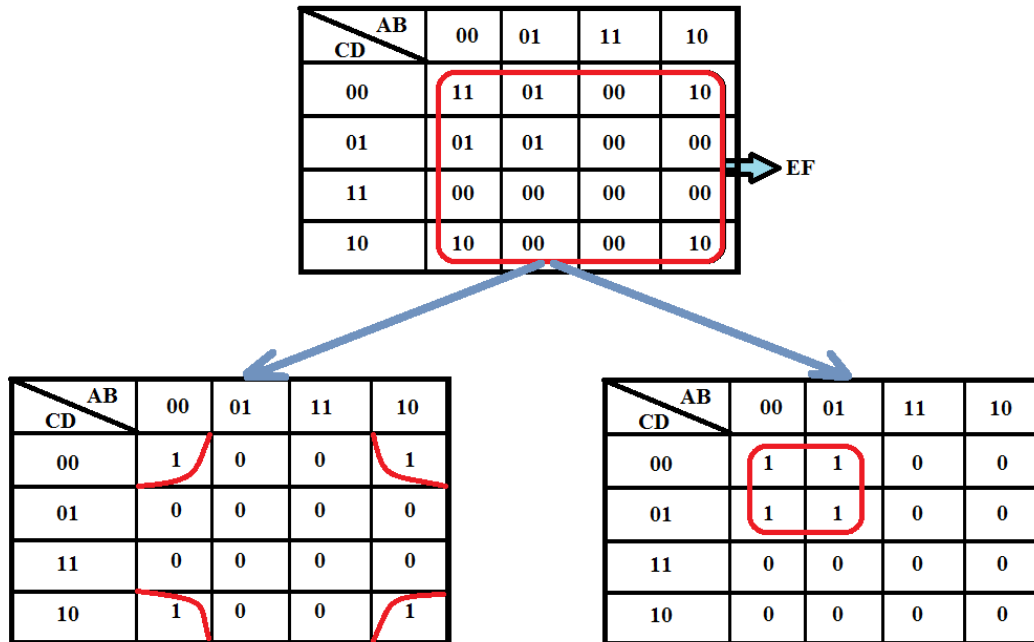 AB
CD
00 01 11 10
00 11 01 00 10
01 01 01 00 00
11 00 00 00 00
10 10 00 00 10
EF
AB
CD
00 01 11 10
00 1 0 0 1
01 0 0 0 0
11 0 0 0 0
10 1 0 0 1
AB
CD
00 01 11 10
00 1 1 0 0
01 1 1 0 0
11 0 0 0 0
10 0 0 0 0